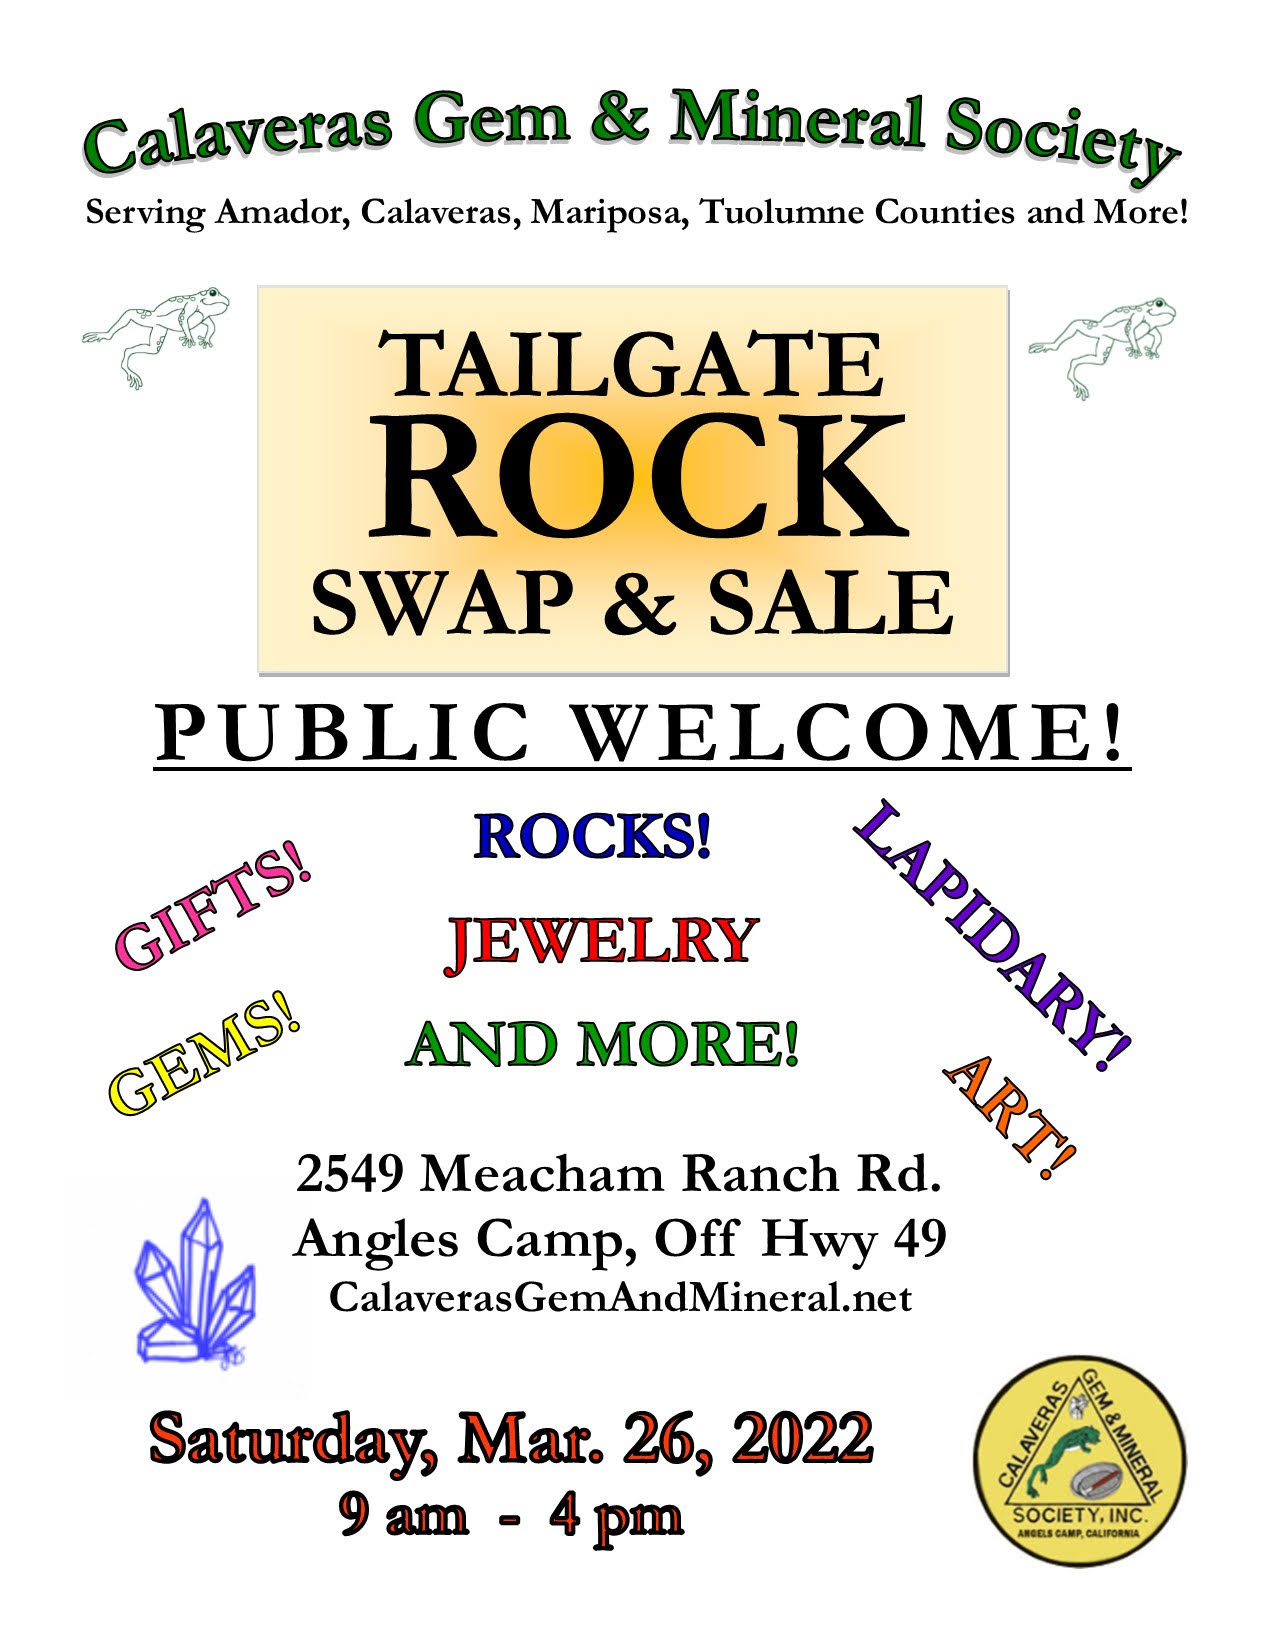 Calaveras Gem & Mineral Society
Serving Amador, Calaveras, Mariposa, Tuolumne Counties and More!
TAILGATE
ROCK
SWAP & SALE
PUBLIC WELCOME!
GIFTS!
ROCKS!
LAPIDARY!
JEWELRY
GEMS!
AND MORE!
ART!
2549 Meacham Ranch Rd.
Angles Camp, Off Hwy 49
CalaverasGemAndMineral.net
Saturday, Mar. 26, 2022
9 am - 4 pm
CALAVERAS
GEM & MINERAL
SOCIETY, INC.
ANGELS CAMP, CALIFORNIA